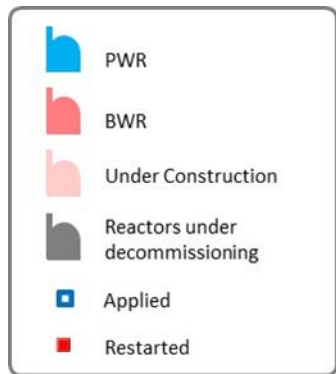 PWR
BWR
Under Construction
Reactors under
decommissioning
Applied
Restarted